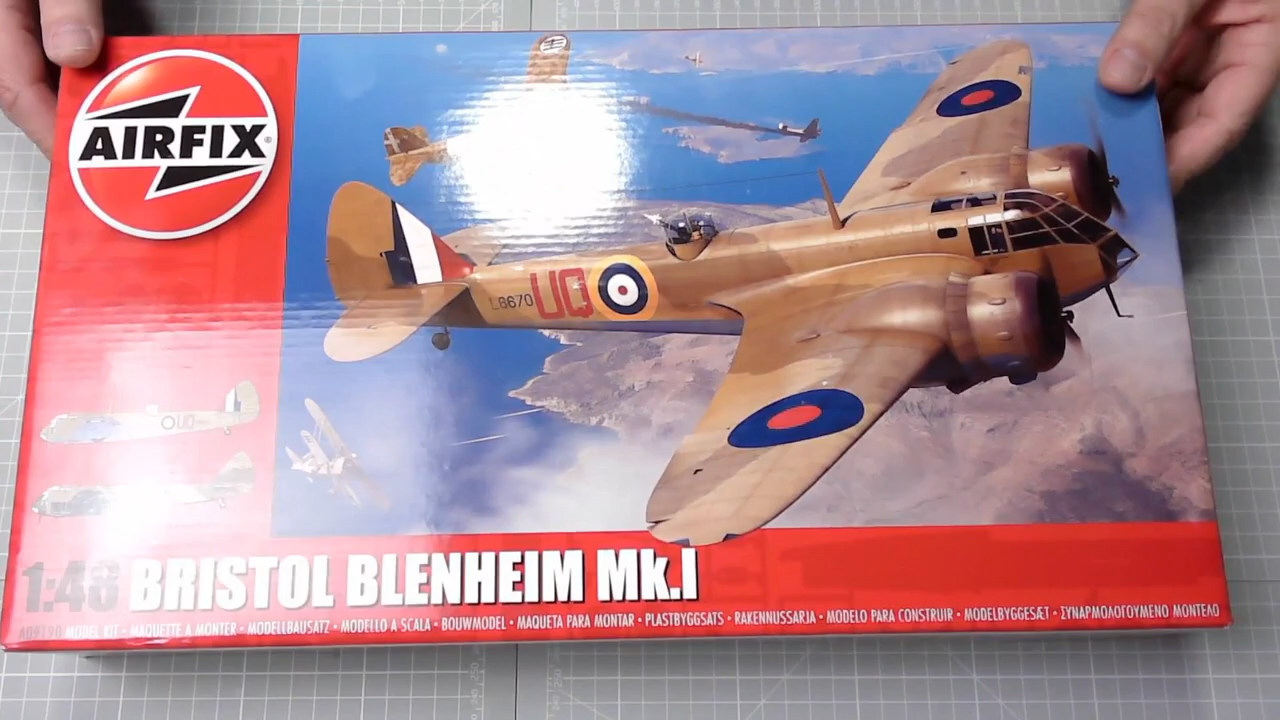 AIRFIX
L6670 UQ
1:48 BRISTOL BLENHEIM Mk.I
A09190 MODEL KIT • MAQUETTE À MONTER • MODELLBAUSATZ • MODELLO A SCALA • BOUWMODEL • MAQUETA PARA MONTAR • PLASTBYGGSATS • RAKENNUSSARJA • MODELO PARA CONSTRUIR • MODELBYGGESÆT • ΣΥΝΑΡΜΟΛΟΓΟΥΜΕΝΟ ΜΟΝΤΕΛΟ